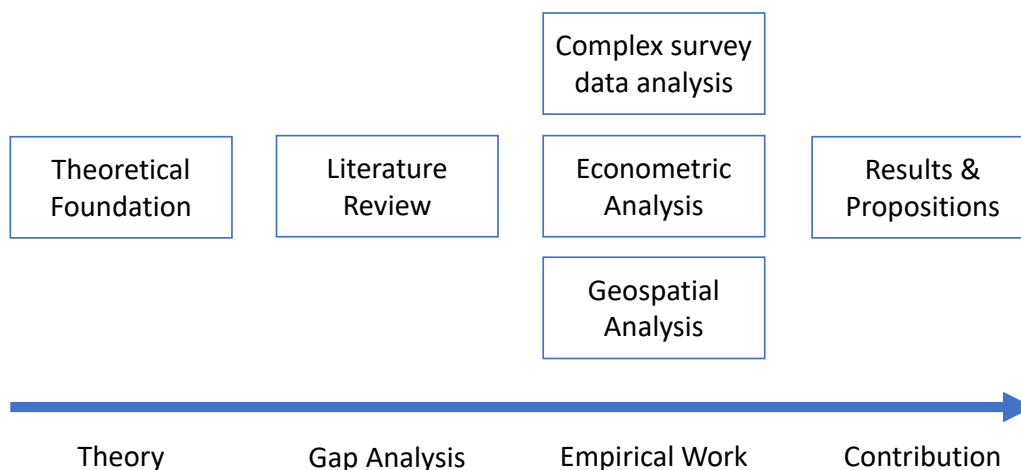 Complex survey
data analysis
Theoretical
Foundation
Literature
Review
Econometric
Analysis
Results &
Propositions
Geospatial
Analysis
Theory
Gap Analysis
Empirical Work
Contribution